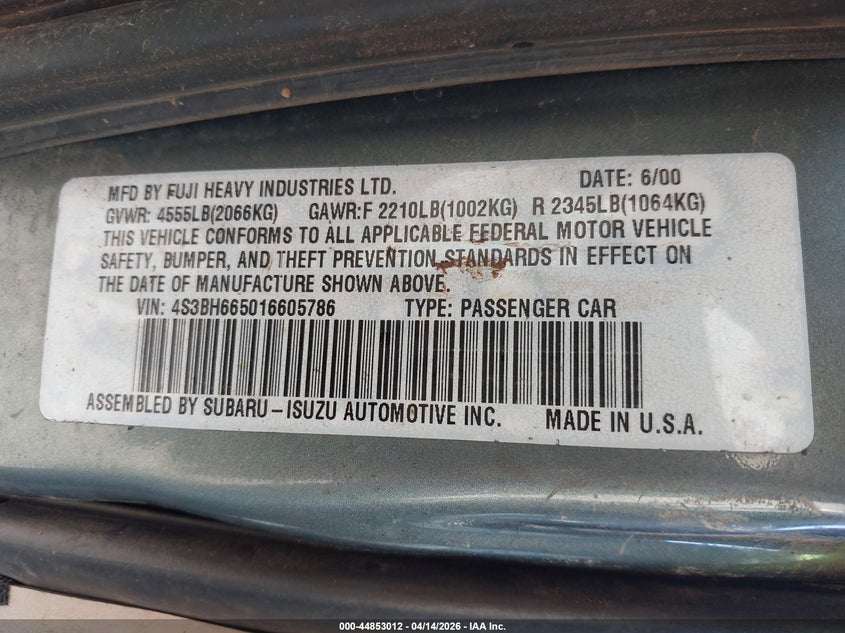 MFD BY FUJI HEAVY INDUSTRIES LTD. DATE: 6/00
GVWR: 4555LB(2066KG) GAWR:F 2210LB(1002KG) R 2345LB(1064KG)
THIS VEHICLE CONFORMS TO ALL APPLICABLE FEDERAL MOTOR VEHICLE
SAFETY, BUMPER, AND THEFT PREVENTION STANDARDS IN EFFECT ON
THE DATE OF MANUFACTURE SHOWN ABOVE.
VIN: 4S3BH665016605786 TYPE: PASSENGER CAR
ASSEMBLED BY SUBARU-ISUZU AUTOMOTIVE INC. MADE IN U.S.A.
000-44853012 - 04/14/2026 - IAA Inc.